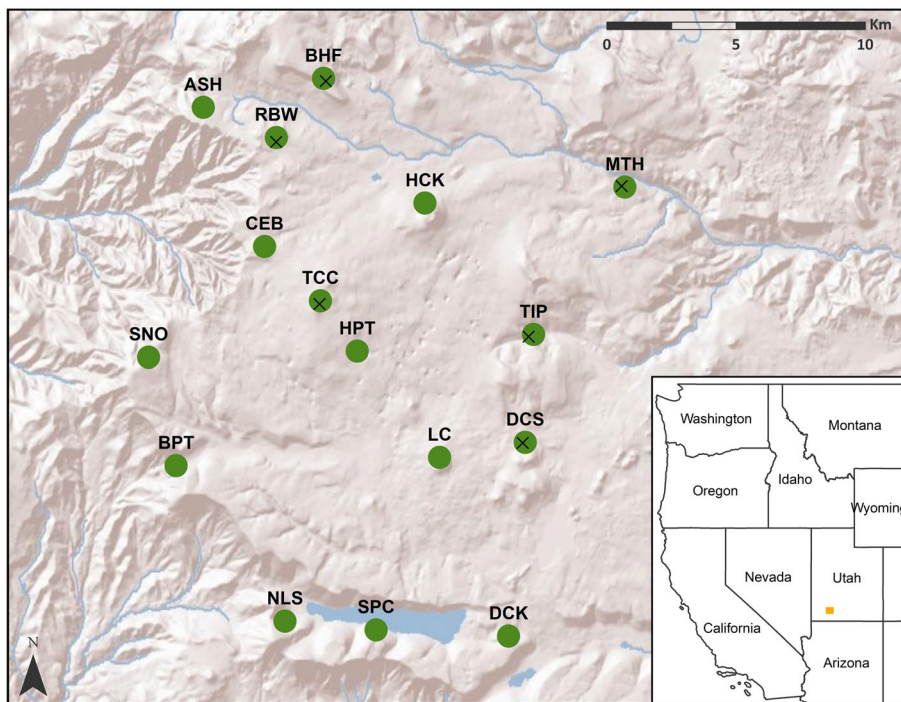 Km
0 5 10
BHF
ASH
RBW
MTH
HCK
CEB
TCC
TIP
HPT
SNO
DCS
LC
BPT
NLS
SPC
DCK
N
Washington
Montana
Oregon
Idaho
Wyoming
Nevada
Utah
California
Arizona